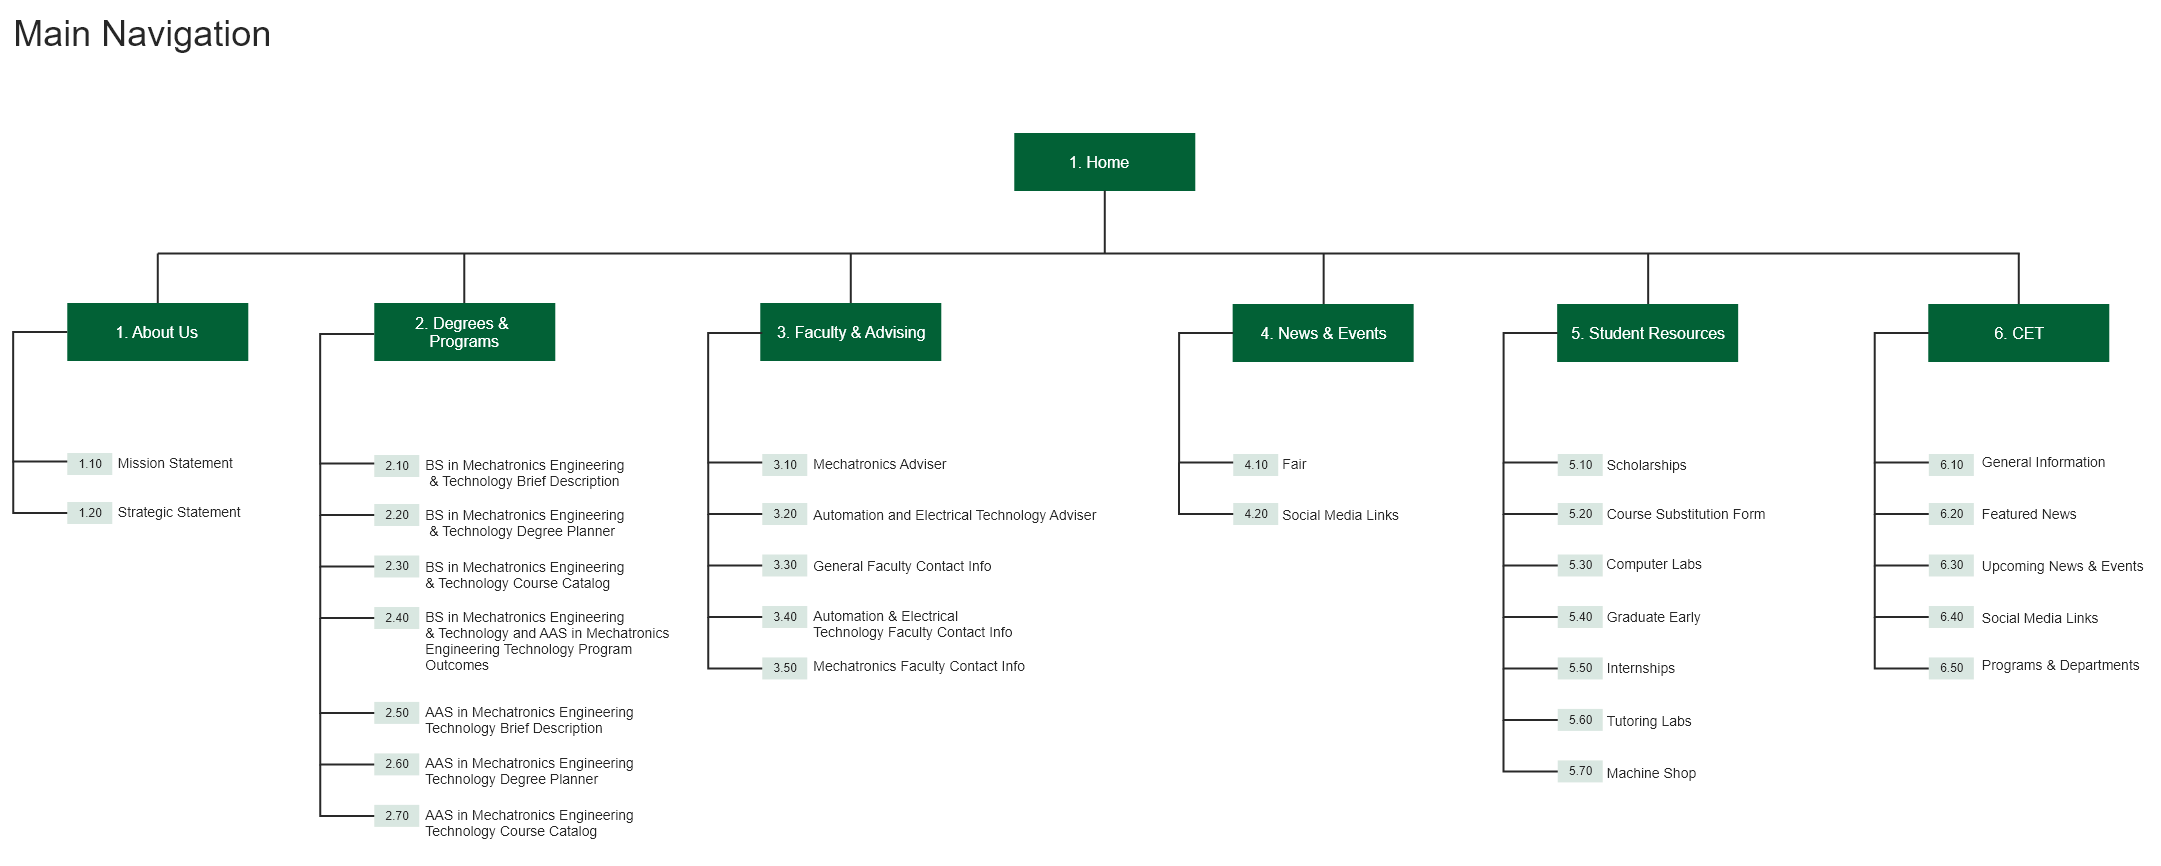 Main Navigation
1. Home
1. About Us
1.10 Mission Statement
1.20 Strategic Statement
2. Degrees &
Programs
2.10 BS in Mechatronics Engineering
& Technology Brief Description
2.20 BS in Mechatronics Engineering
& Technology Degree Planner
2.30 BS in Mechatronics Engineering
& Technology Course Catalog
2.40 BS in Mechatronics Engineering
& Technology and AAS in Mechatronics
Engineering Technology Program
Outcomes
2.50 AAS in Mechatronics Engineering
Technology Brief Description
2.60 AAS in Mechatronics Engineering
Technology Degree Planner
2.70 AAS in Mechatronics Engineering
Technology Course Catalog
3. Faculty & Advising
3.10 Mechatronics Adviser
3.20 Automation and Electrical Technology Adviser
3.30 General Faculty Contact Info
3.40 Automation & Electrical
Technology Faculty Contact Info
3.50 Mechatronics Faculty Contact Info
4. News & Events
4.10 Fair
4.20 Social Media Links
5. Student Resources
5.10 Scholarships
5.20 Course Substitution Form
5.30 Computer Labs
5.40 Graduate Early
5.50 Internships
5.60 Tutoring Labs
5.70 Machine Shop
6. CET
6.10 General Information
6.20 Featured News
6.30 Upcoming News & Events
6.40 Social Media Links
6.50 Programs & Departments